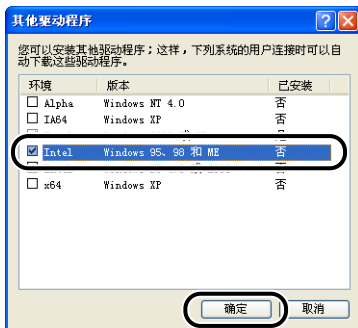 其他驱动程序
您可以安装其他驱动程序；这样，下列系统的用户连接时可以自动下载这些驱动程序。
环境 版本 已安装
Alpha Windows NT 4.0 否
IA64 Windows XP 否
Intel Windows 95、98 和 ME 否
x64 Windows XP 否
确定 取消